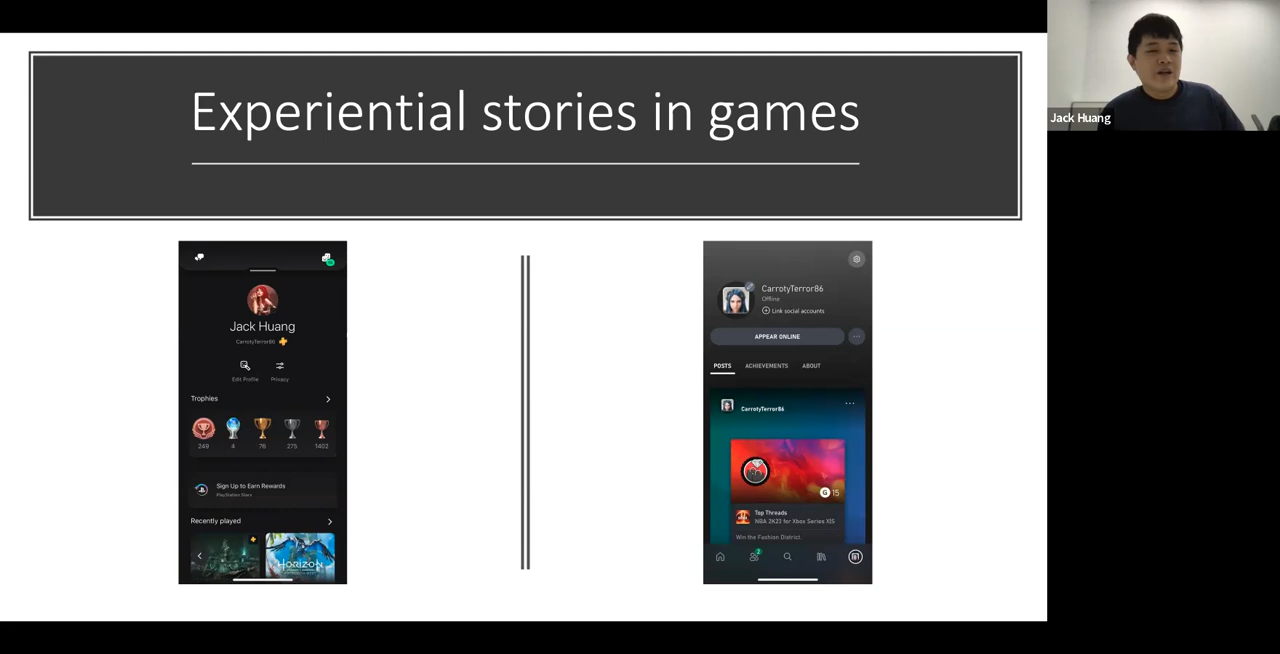 Experiential stories in games
Jack Huang
Jack Huang
CarrotyTerror86
Edit Profile
Privacy
Trophies
249
4
76
275
1402
Sign Up to Earn Rewards
PlayStation Stars
Recently played
HORIZON
CarrotyTerror86
Offline
Link social accounts
APPEAR ONLINE
POSTS
ACHIEVEMENTS
ABOUT
CarrotyTerror86
G 15
Top Threads
NBA 2K23 for Xbox Series X|S
Win the Fashion District.
2